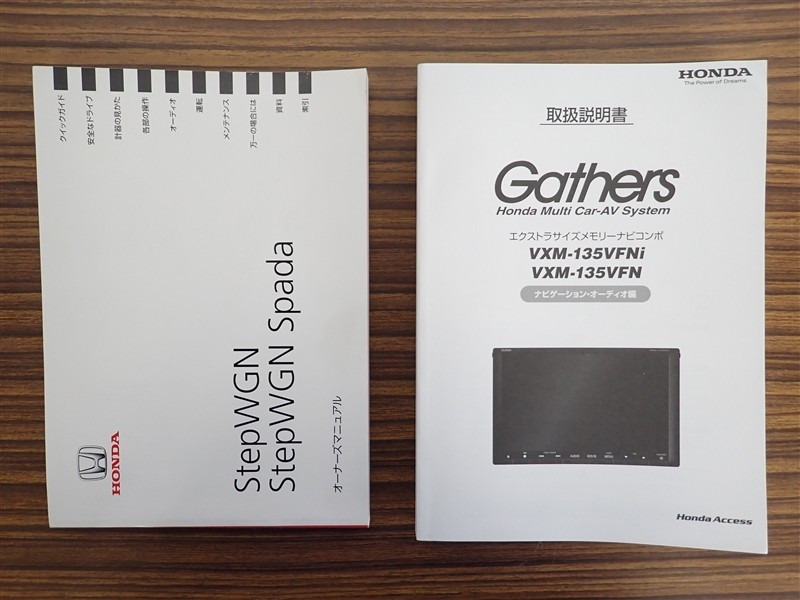 クイックガイド
安全なドライブ
計器の見かた
各部の操作
オーディオ
運転
メンテナンス
万一の場合には
資料
索引
StepWGN
StepWGN Spada
オーナーズマニュアル
HONDA
HONDA
The Power of Dreams
取扱説明書
Gathers
Honda Multi Car-AV System
エクストラサイズメモリーナビコンポ
VXM-135VFNi
VXM-135VFN
ナビゲーション・オーディオ編
Honda Access